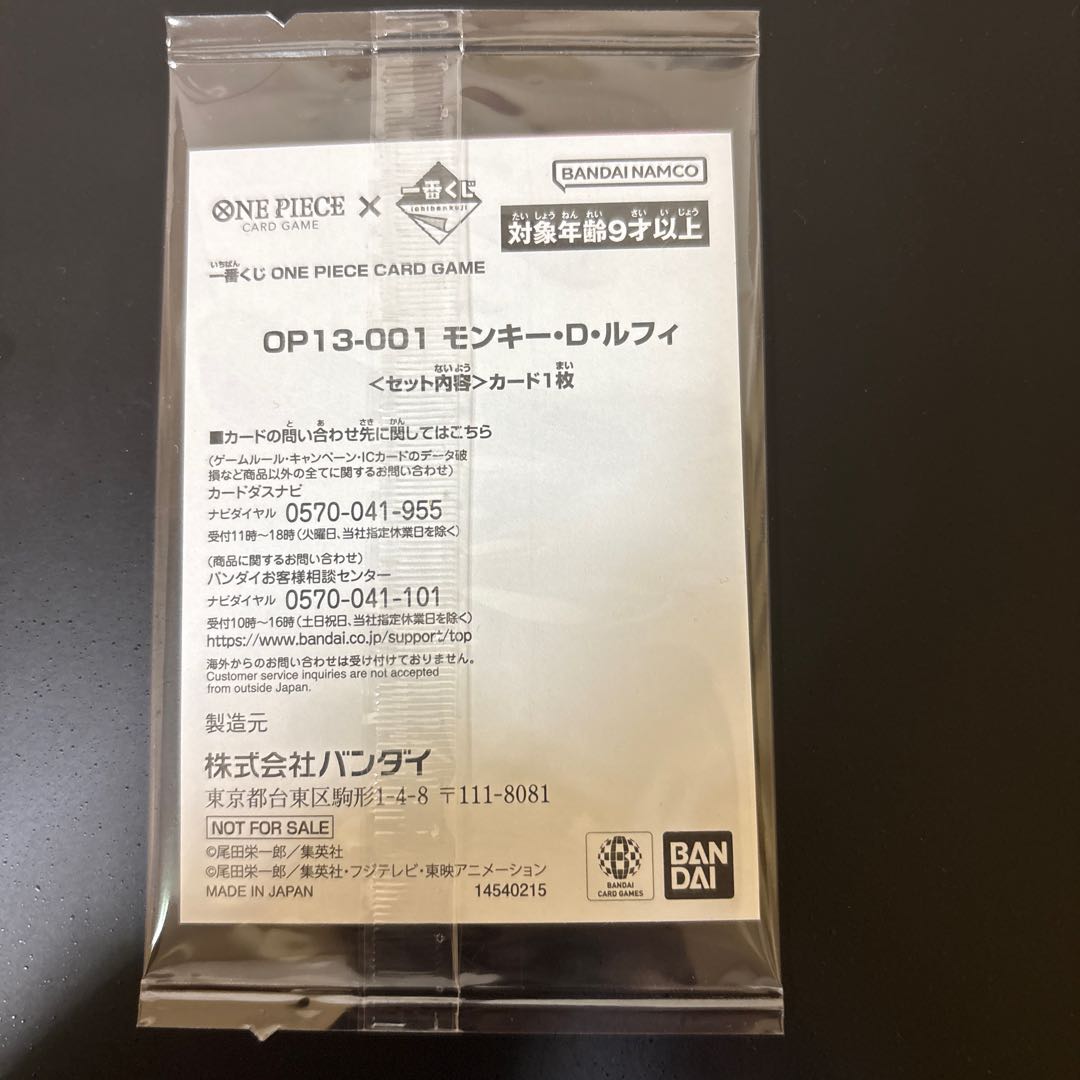 ONE PIECE
CARD GAME
×
一番くじ
ichibankuji
BANDAI NAMCO
たいしょうねんれい さいいじょう
対象年齢9才以上
いちばん
一番くじ ONE PIECE CARD GAME
OP13-001 モンキー・D・ルフィ
ないよう まい
<セット内容>カード1枚
と あ さき かん
■カードの問い合わせ先に関してはこちら
(ゲームルール・キャンペーン・ICカードのデータ破
損など商品以外の全てに関するお問い合わせ)
カードダスナビ
ナビダイヤル 0570-041-955
受付11時~18時(火曜日、当社指定休業日を除く)
(商品に関するお問い合わせ)
バンダイお客様相談センター
ナビダイヤル 0570-041-101
受付10時~16時(土日祝日、当社指定休業日を除く)
https://www.bandai.co.jp/support/top
海外からのお問い合わせは受け付けておりません。
Customer service inquiries are not accepted
from outside Japan.
製造元
株式会社バンダイ
東京都台東区駒形1-4-8 〒111-8081
NOT FOR SALE
©尾田栄一郎/集英社
©尾田栄一郎/集英社・フジテレビ・東映アニメーション
MADE IN JAPAN 14540215
B
BANDAI
CARD GAMES
BAN
DAI